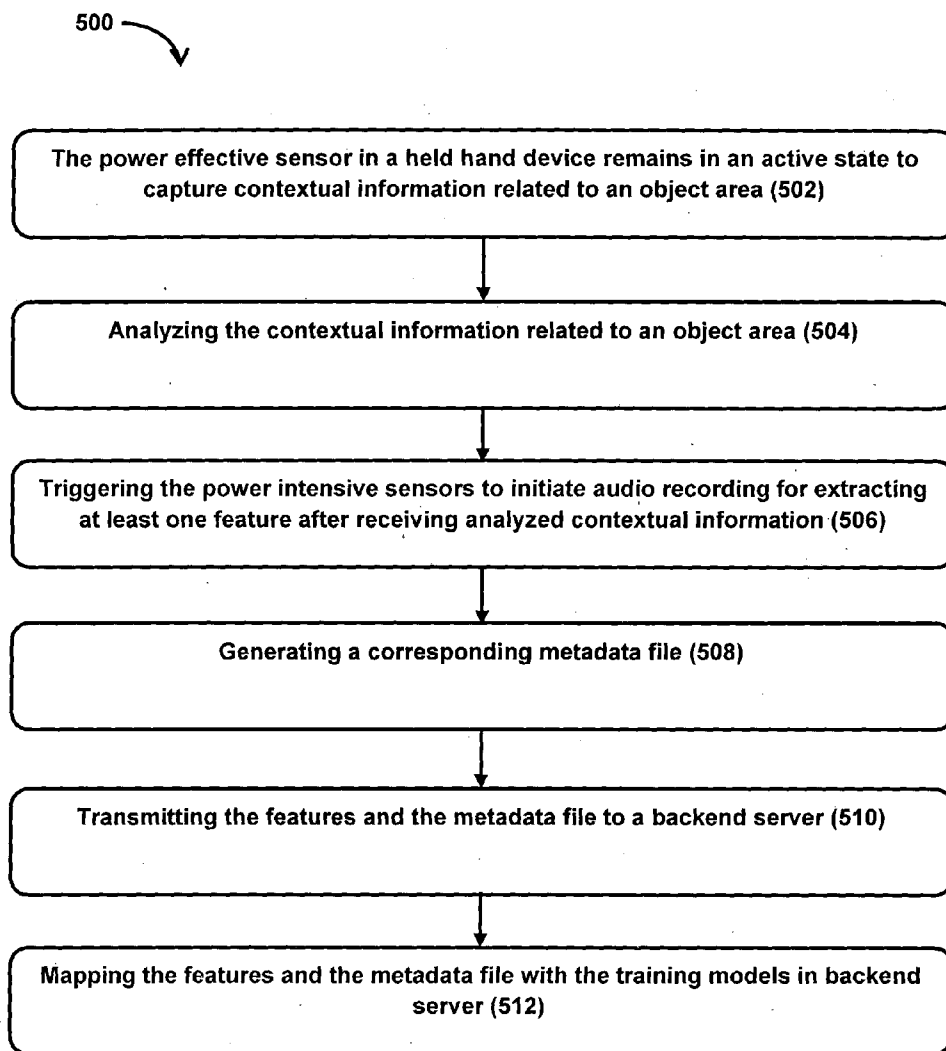 500
The power effective sensor in a held hand device remains in an active state to
capture contextual information related to an object area (502)
Analyzing the contextual information related to an object area (504)
Triggering the power intensive sensors to initiate audio recording for extracting
at least one feature after receiving analyzed contextual information (506)
Generating a corresponding metadata file (508)
Transmitting the features and the metadata file to a backend server (510)
Mapping the features and the metadata file with the training models in backend
server (512)